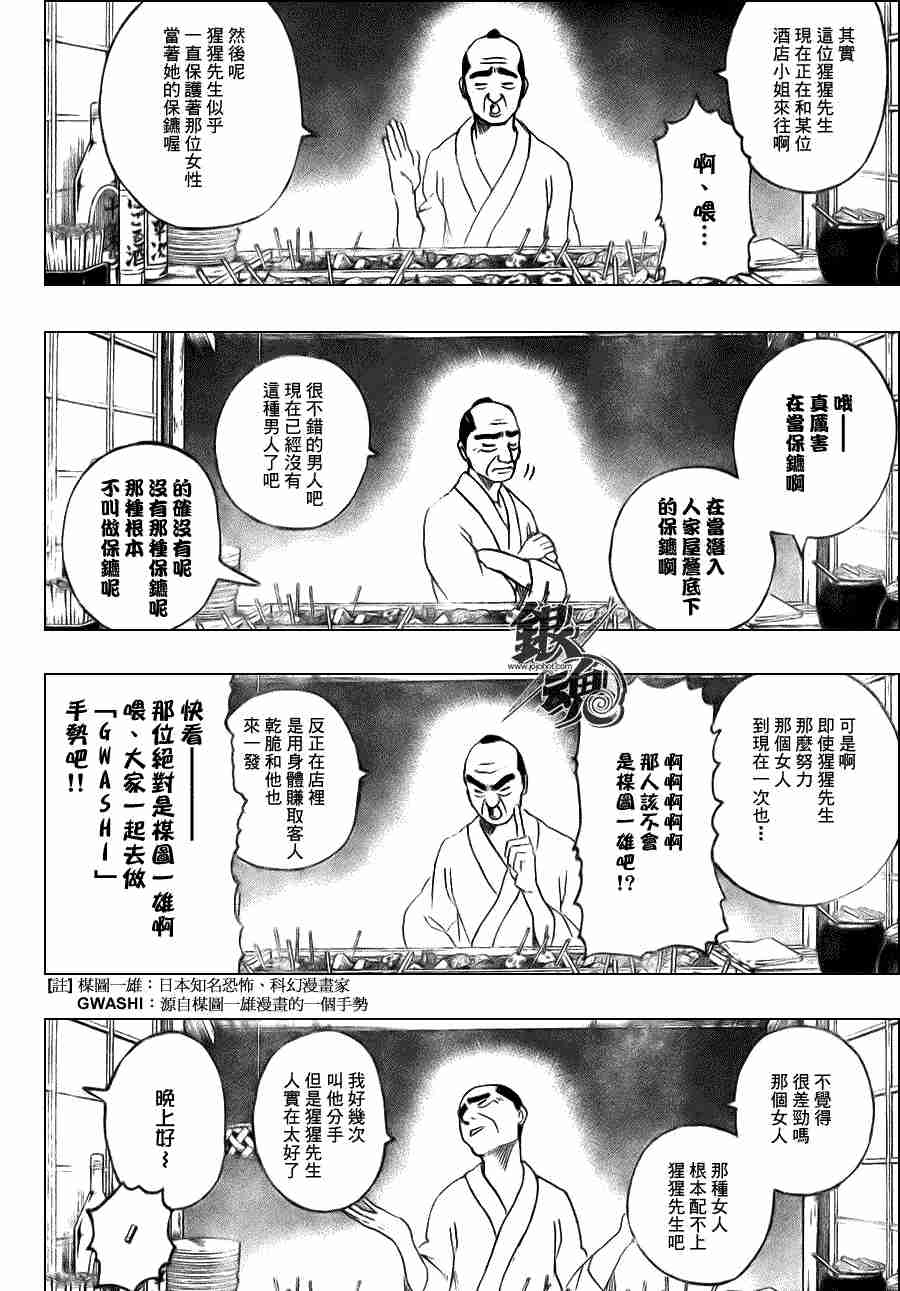 其實
這位猩猩先生
現在正在和某位
酒店小姐來往啊
啊、喂…
然後呢
猩猩先生似乎
一直保護著那位女性
當著她的保鑣喔
酒
哦──
真厲害
在當保鑣啊
在當潛入
人家屋簷底下
的保鑣啊
很不錯的男人吧
現在已經沒有
這種男人了吧
的確沒有呢
沒有那種保鑣呢
那種根本
不叫做保鑣呢
銀魂
www.jojohot.com
可是啊
即使猩猩先生
那麼努力
那個女人
到現在一次也…
啊啊啊啊啊
那人該不會
是楳圖一雄吧!?
反正在店裡
是用身體賺取客人
乾脆和他也
來一發
快看───
那位絕對是楳圖一雄啊
喂、大家一起去做
「GWASHI」
手勢吧!!
[註] 楳圖一雄：日本知名恐怖、科幻漫畫家
GWASHI：源自楳圖一雄漫畫的一個手勢
不覺得
很差勁嗎
那個女人
那種女人
根本配不上
猩猩先生吧
我好幾次
叫他分手
但是猩猩先生
人實在太好了
晚上好~